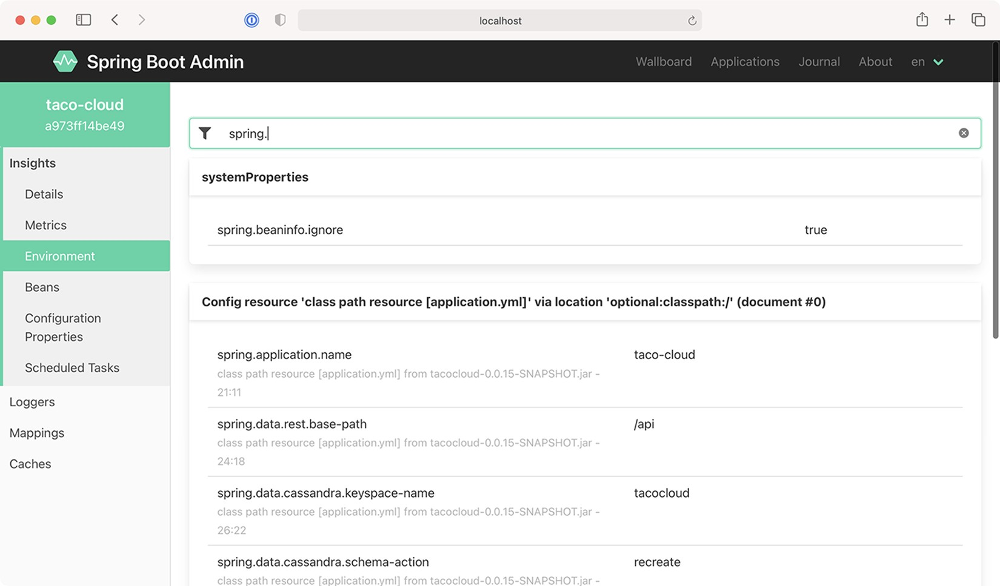 localhost
Spring Boot Admin
Wallboard
Applications
Journal
About
en
taco-cloud
a973ff14be49
Insights
Details
Metrics
Environment
Beans
Configuration
Properties
Scheduled Tasks
Loggers
Mappings
Caches
spring.
systemProperties
spring.beaninfo.ignore true
Config resource 'class path resource [application.yml]' via location 'optional:classpath:/' (document #0)
spring.application.name taco-cloud
class path resource [application.yml] from tacocloud-0.0.15-SNAPSHOT.jar -
21:11
spring.data.rest.base-path /api
class path resource [application.yml] from tacocloud-0.0.15-SNAPSHOT.jar -
24:18
spring.data.cassandra.keyspace-name tacocloud
class path resource [application.yml] from tacocloud-0.0.15-SNAPSHOT.jar -
26:22
spring.data.cassandra.schema-action recreate
class path resource [application.yml] from tacocloud-0.0.15-SNAPSHOT.jar -